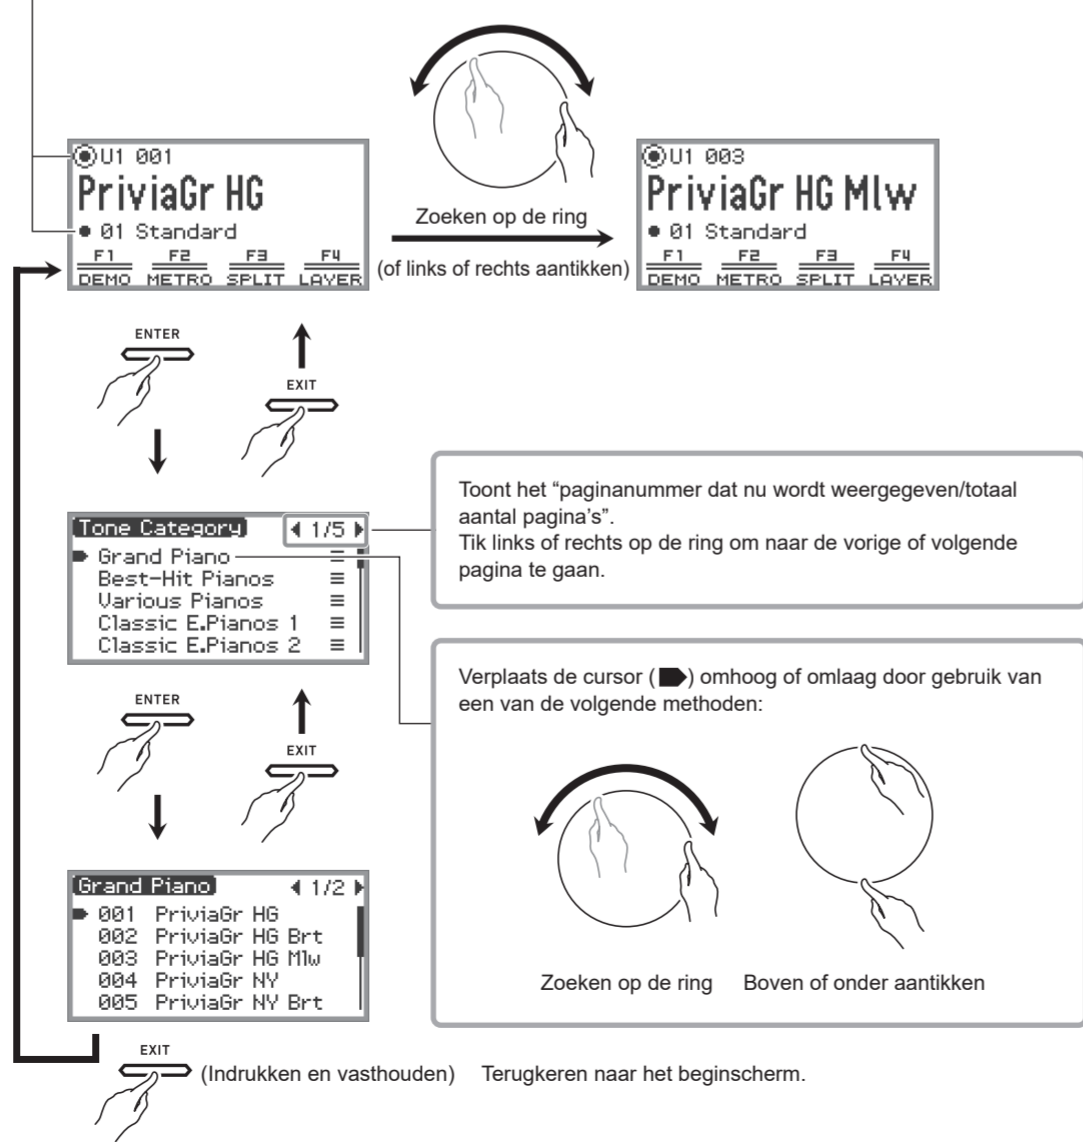 U1 001
PriviaGr HG
01 Standard
F1 F2 F3 F4
DEMO METRO SPLIT LAYER
Zoeken op de ring
(of links of rechts aantikken)
U1 003
PriviaGr HG Mlw
01 Standard
F1 F2 F3 F4
DEMO METRO SPLIT LAYER
ENTER
EXIT
Tone Category 1/5
Grand Piano
Best-Hit Pianos
Various Pianos
Classic E.Pianos 1
Classic E.Pianos 2
Toont het “paginanummer dat nu wordt weergegeven/totaal
aantal pagina’s”.
Tik links of rechts op de ring om naar de vorige of volgende
pagina te gaan.
ENTER
EXIT
Verplaats de cursor ( ) omhoog of omlaag door gebruik van
een van de volgende methoden:
Zoeken op de ring
Boven of onder aantikken
Grand Piano 1/2
001 PriviaGr HG
002 PriviaGr HG Brt
003 PriviaGr HG Mlw
004 PriviaGr NY
005 PriviaGr NY Brt
EXIT
(Indrukken en vasthouden) Terugkeren naar het beginscherm.